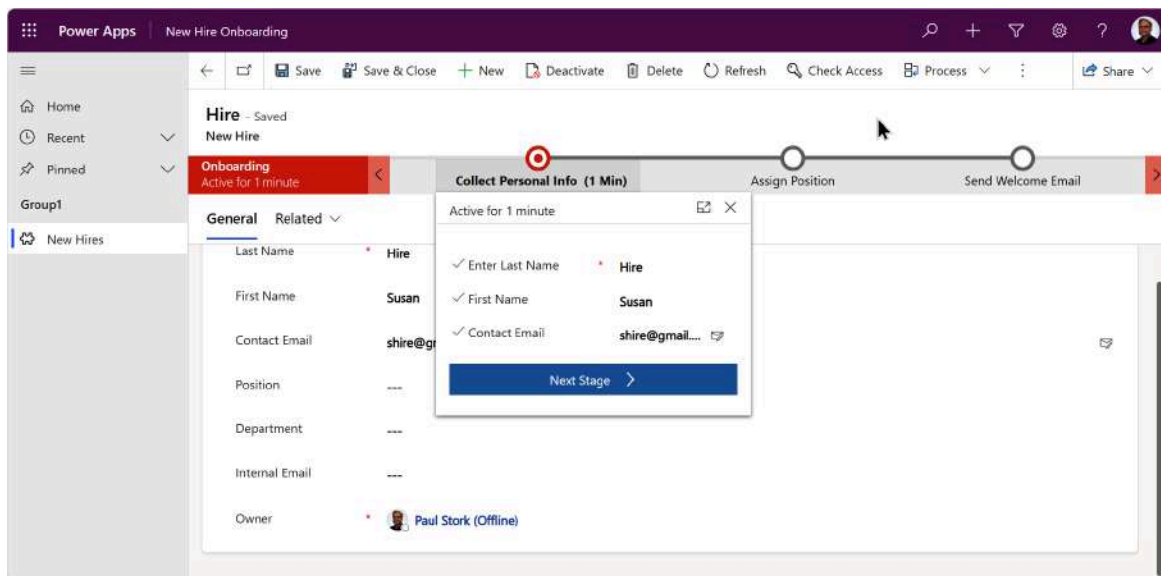 Power Apps New Hire Onboarding ?
Save Save & Close New Deactivate Delete Refresh Check Access Process Share
Home
Recent
Pinned
Group1
New Hires
Hire - Saved
New Hire
Onboarding
Active for 1 minute
Collect Personal Info (1 Min)
Assign Position
Send Welcome Email
General Related
Active for 1 minute
Enter Last Name * Hire
First Name Susan
Contact Email shire@gmail....
Next Stage
Last Name * Hire
First Name Susan
Contact Email shire@gr
Position ---
Department ---
Internal Email ---
Owner * Paul Stork (Offline)